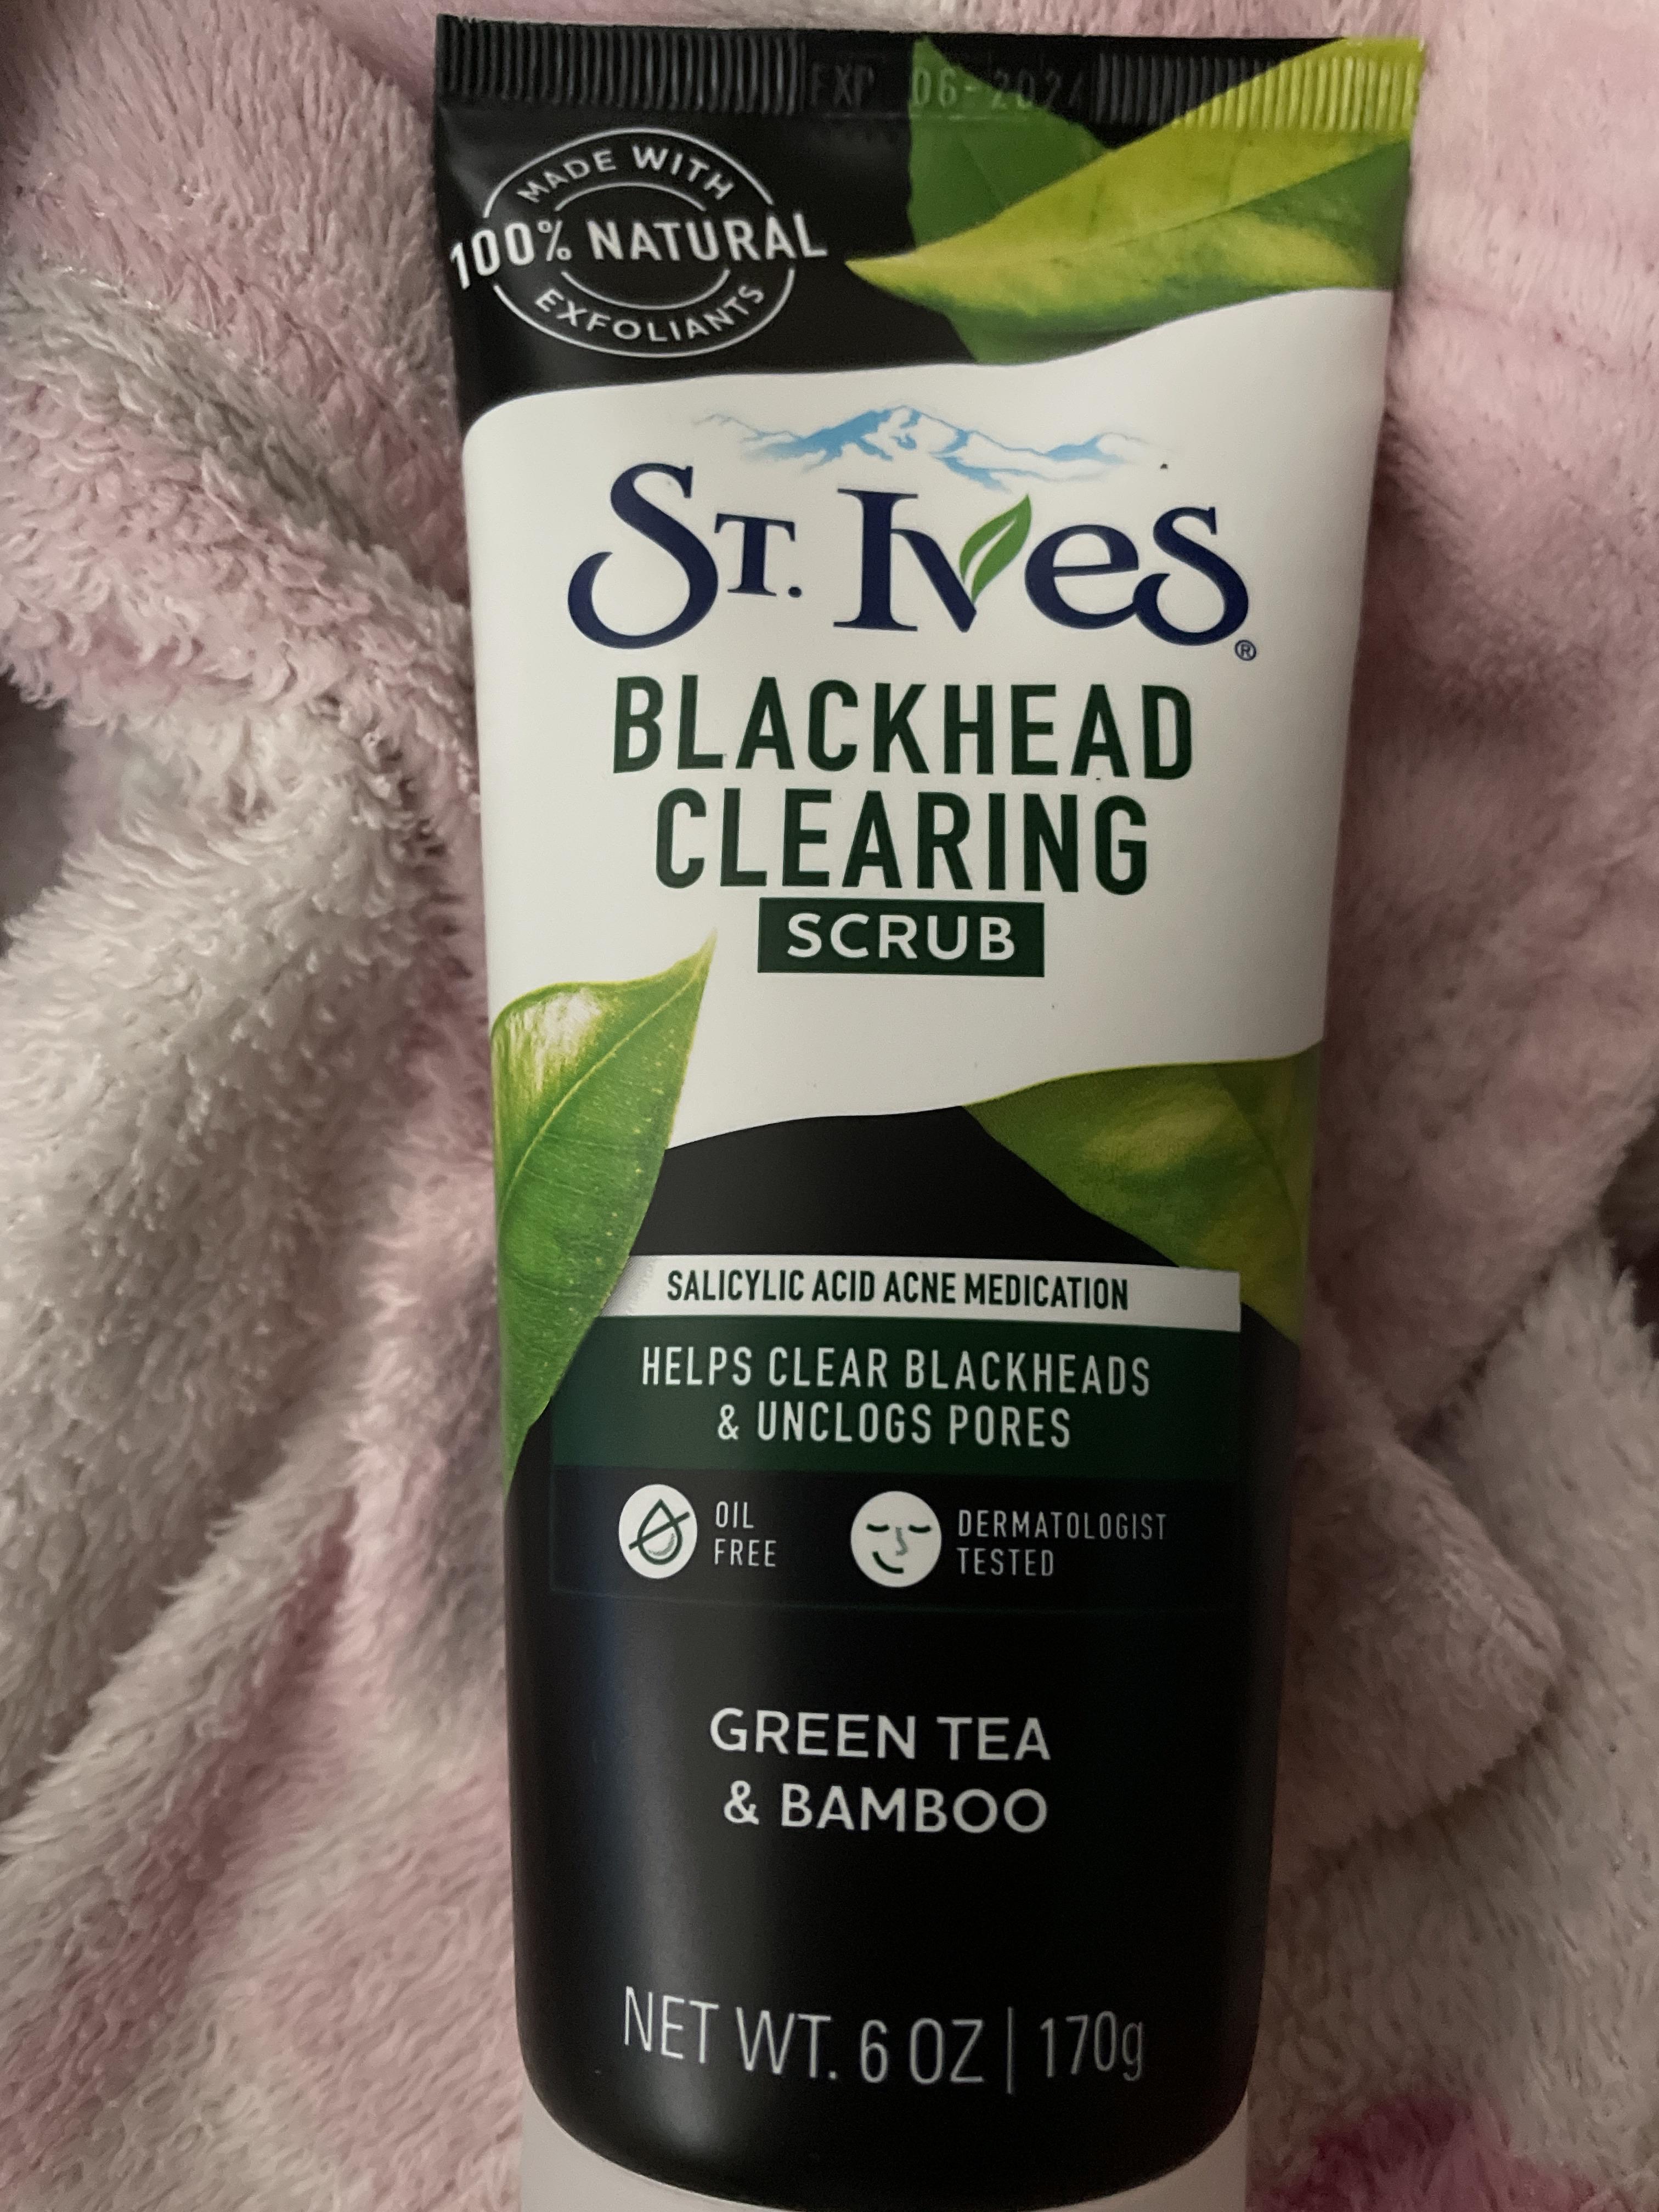 EXP 06-2024
MADE WITH
100% NATURAL
EXFOLIANTS
ST. IVES®
BLACKHEAD
CLEARING
SCRUB
SALICYLIC ACID ACNE MEDICATION
HELPS CLEAR BLACKHEADS
& UNCLOGS PORES
OIL
FREE
DERMATOLOGIST
TESTED
GREEN TEA
& BAMBOO
NET WT. 6 OZ | 170g